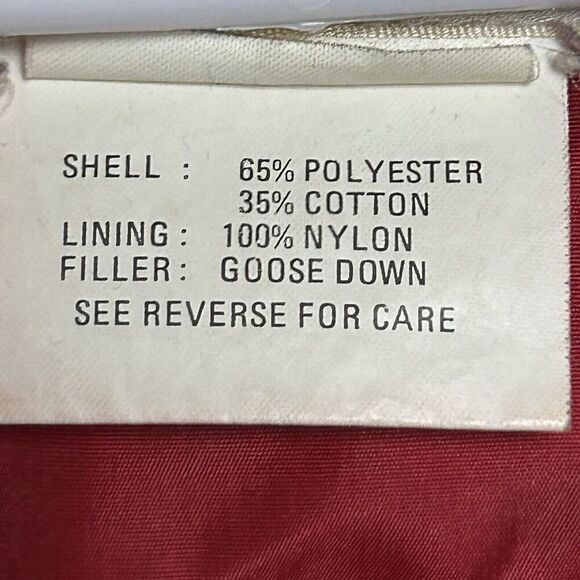 SHELL : 65% POLYESTER
35% COTTON
LINING : 100% NYLON
FILLER : GOOSE DOWN
SEE REVERSE FOR CARE